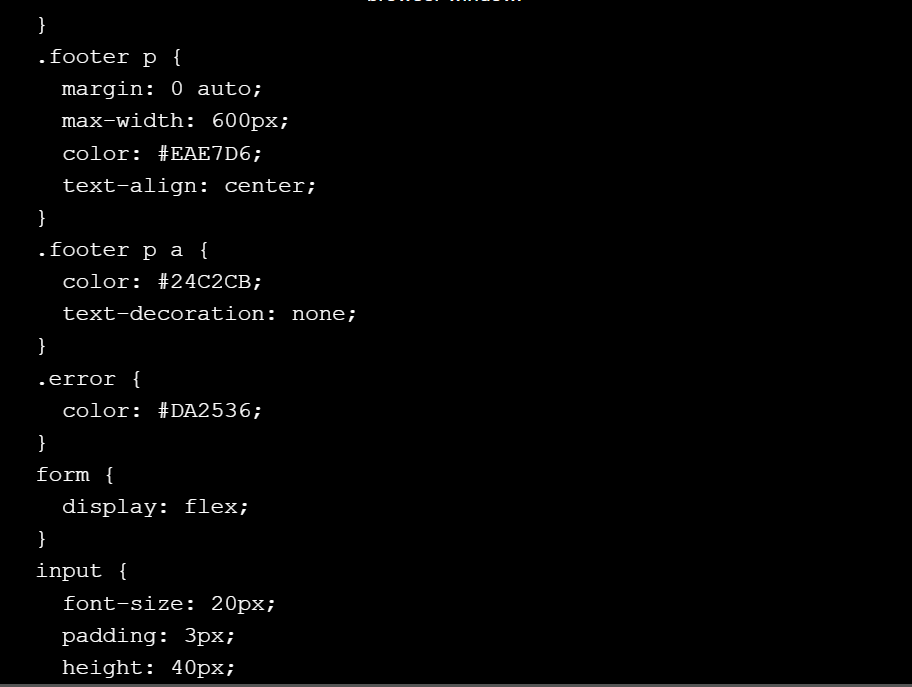 }
.footer p {
  margin: 0 auto;
  max-width: 600px;
  color: #EAE7D6;
  text-align: center;
}
.footer p a {
  color: #24C2CB;
  text-decoration: none;
}
.error {
  color: #DA2536;
}
form {
  display: flex;
}
input {
  font-size: 20px;
  padding: 3px;
  height: 40px;